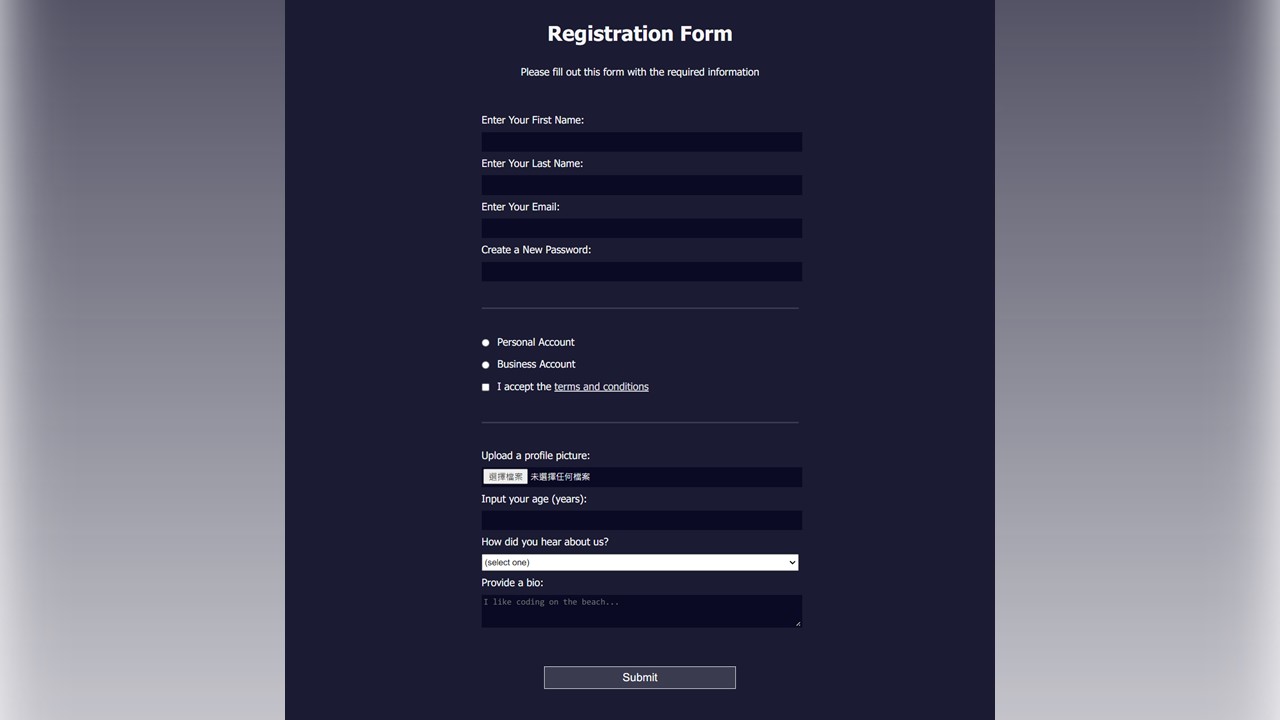 Registration Form
Please fill out this form with the required information
Enter Your First Name:
Enter Your Last Name:
Enter Your Email:
Create a New Password:
Personal Account
Business Account
I accept the terms and conditions
Upload a profile picture:
選擇檔案 未選擇任何檔案
Input your age (years):
How did you hear about us?
(select one)
Provide a bio:
I like coding on the beach...
Submit